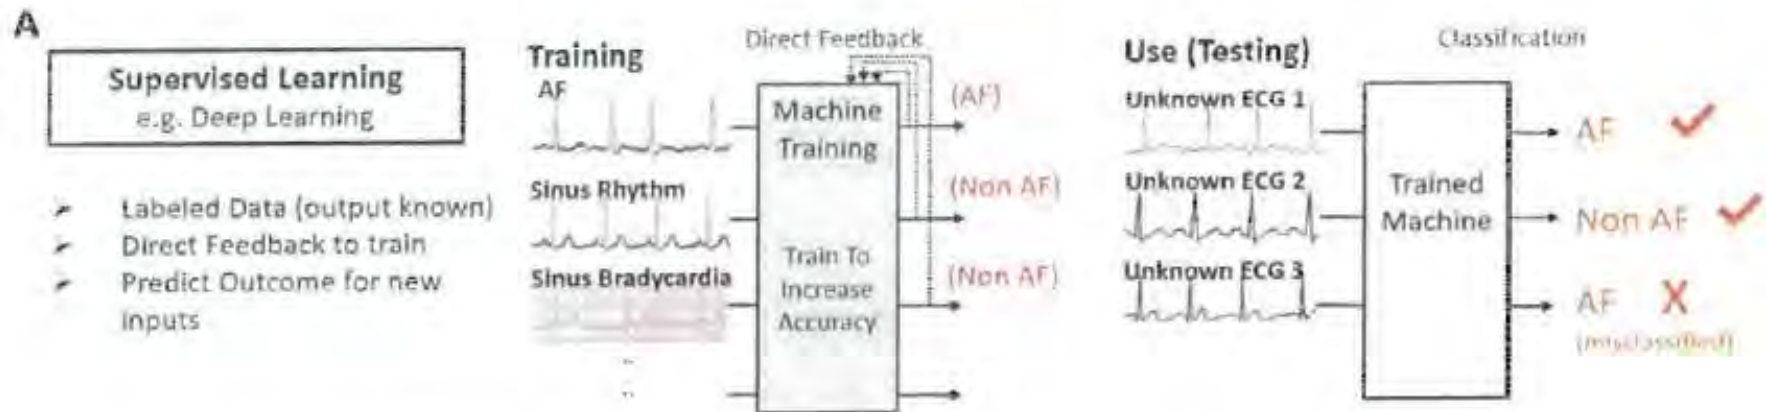 A
Supervised Learning
e.g. Deep Learning
➢ Labeled Data (output known)
➢ Direct Feedback to train
➢ Predict Outcome for new
inputs
Training
Direct Feedback
AF
Sinus Rhythm
Sinus Bradycardia
..
..
Machine
Training
Train To
Increase
Accuracy
(AF)
(Non AF)
(Non AF)
Use (Testing)
Classification
Unknown ECG 1
Unknown ECG 2
Unknown ECG 3
Trained
Machine
AF ✓
Non AF ✓
AF X
(misclassified)